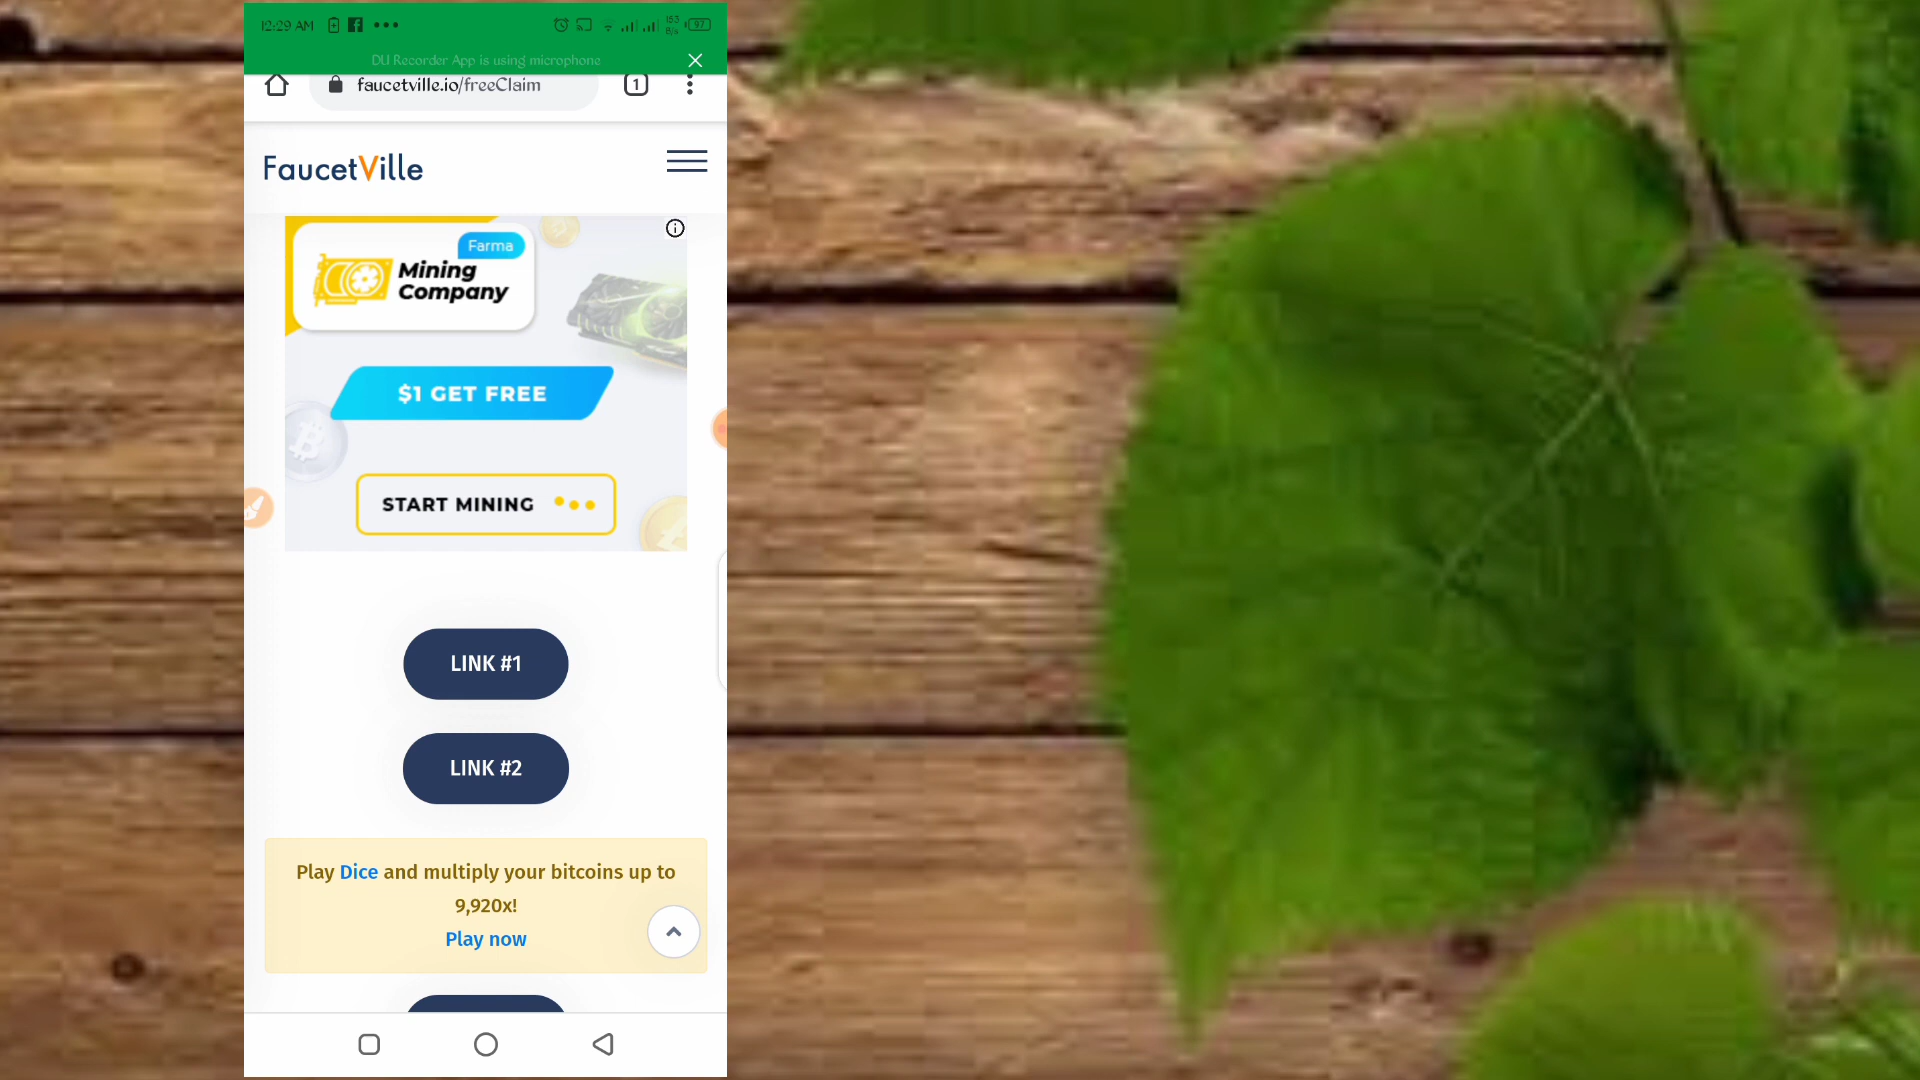 12:29 AM
153
B/s
97
DU Recorder App is using microphone
faucetville.io/freeClaim
1
FaucetVille
Farma
Mining
Company
$1 GET FREE
START MINING
LINK #1
LINK #2
Play Dice and multiply your bitcoins up to
9,920x!
Play now